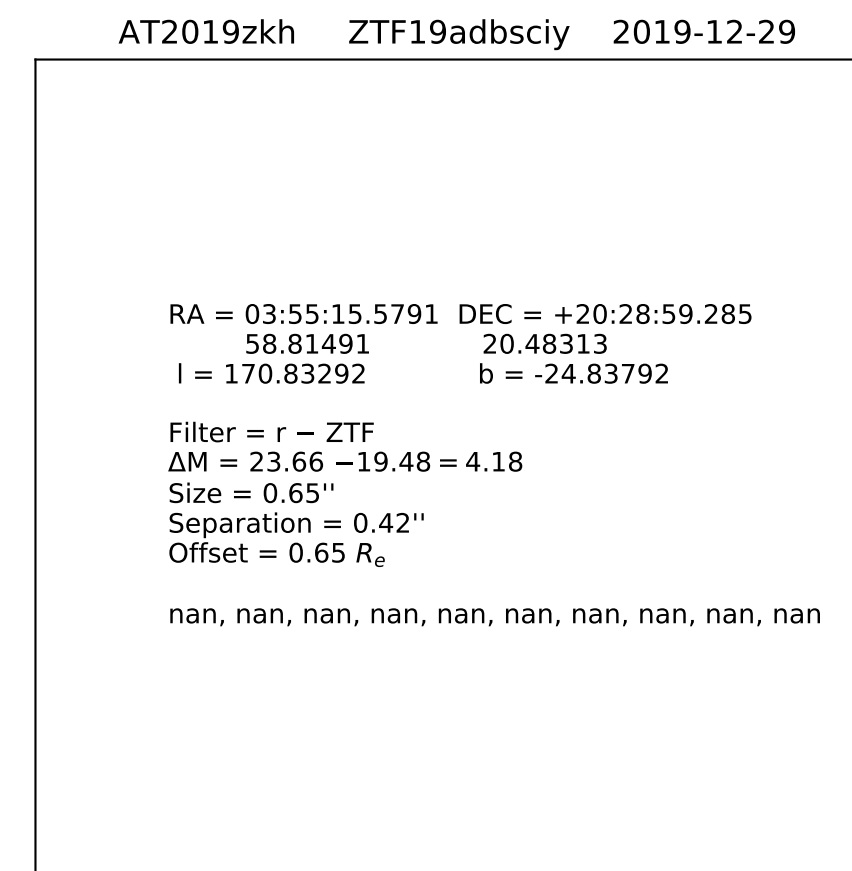 AT2019zkh ZTF19adbsciy 2019-12-29
RA = 03:55:15.5791 DEC = +20:28:59.285
58.81491 20.48313
l = 170.83292 b = -24.83792
Filter = r − ZTF
ΔM = 23.66 −19.48 = 4.18
Size = 0.65''
Separation = 0.42''
Offset = 0.65 Re
nan, nan, nan, nan, nan, nan, nan, nan, nan, nan